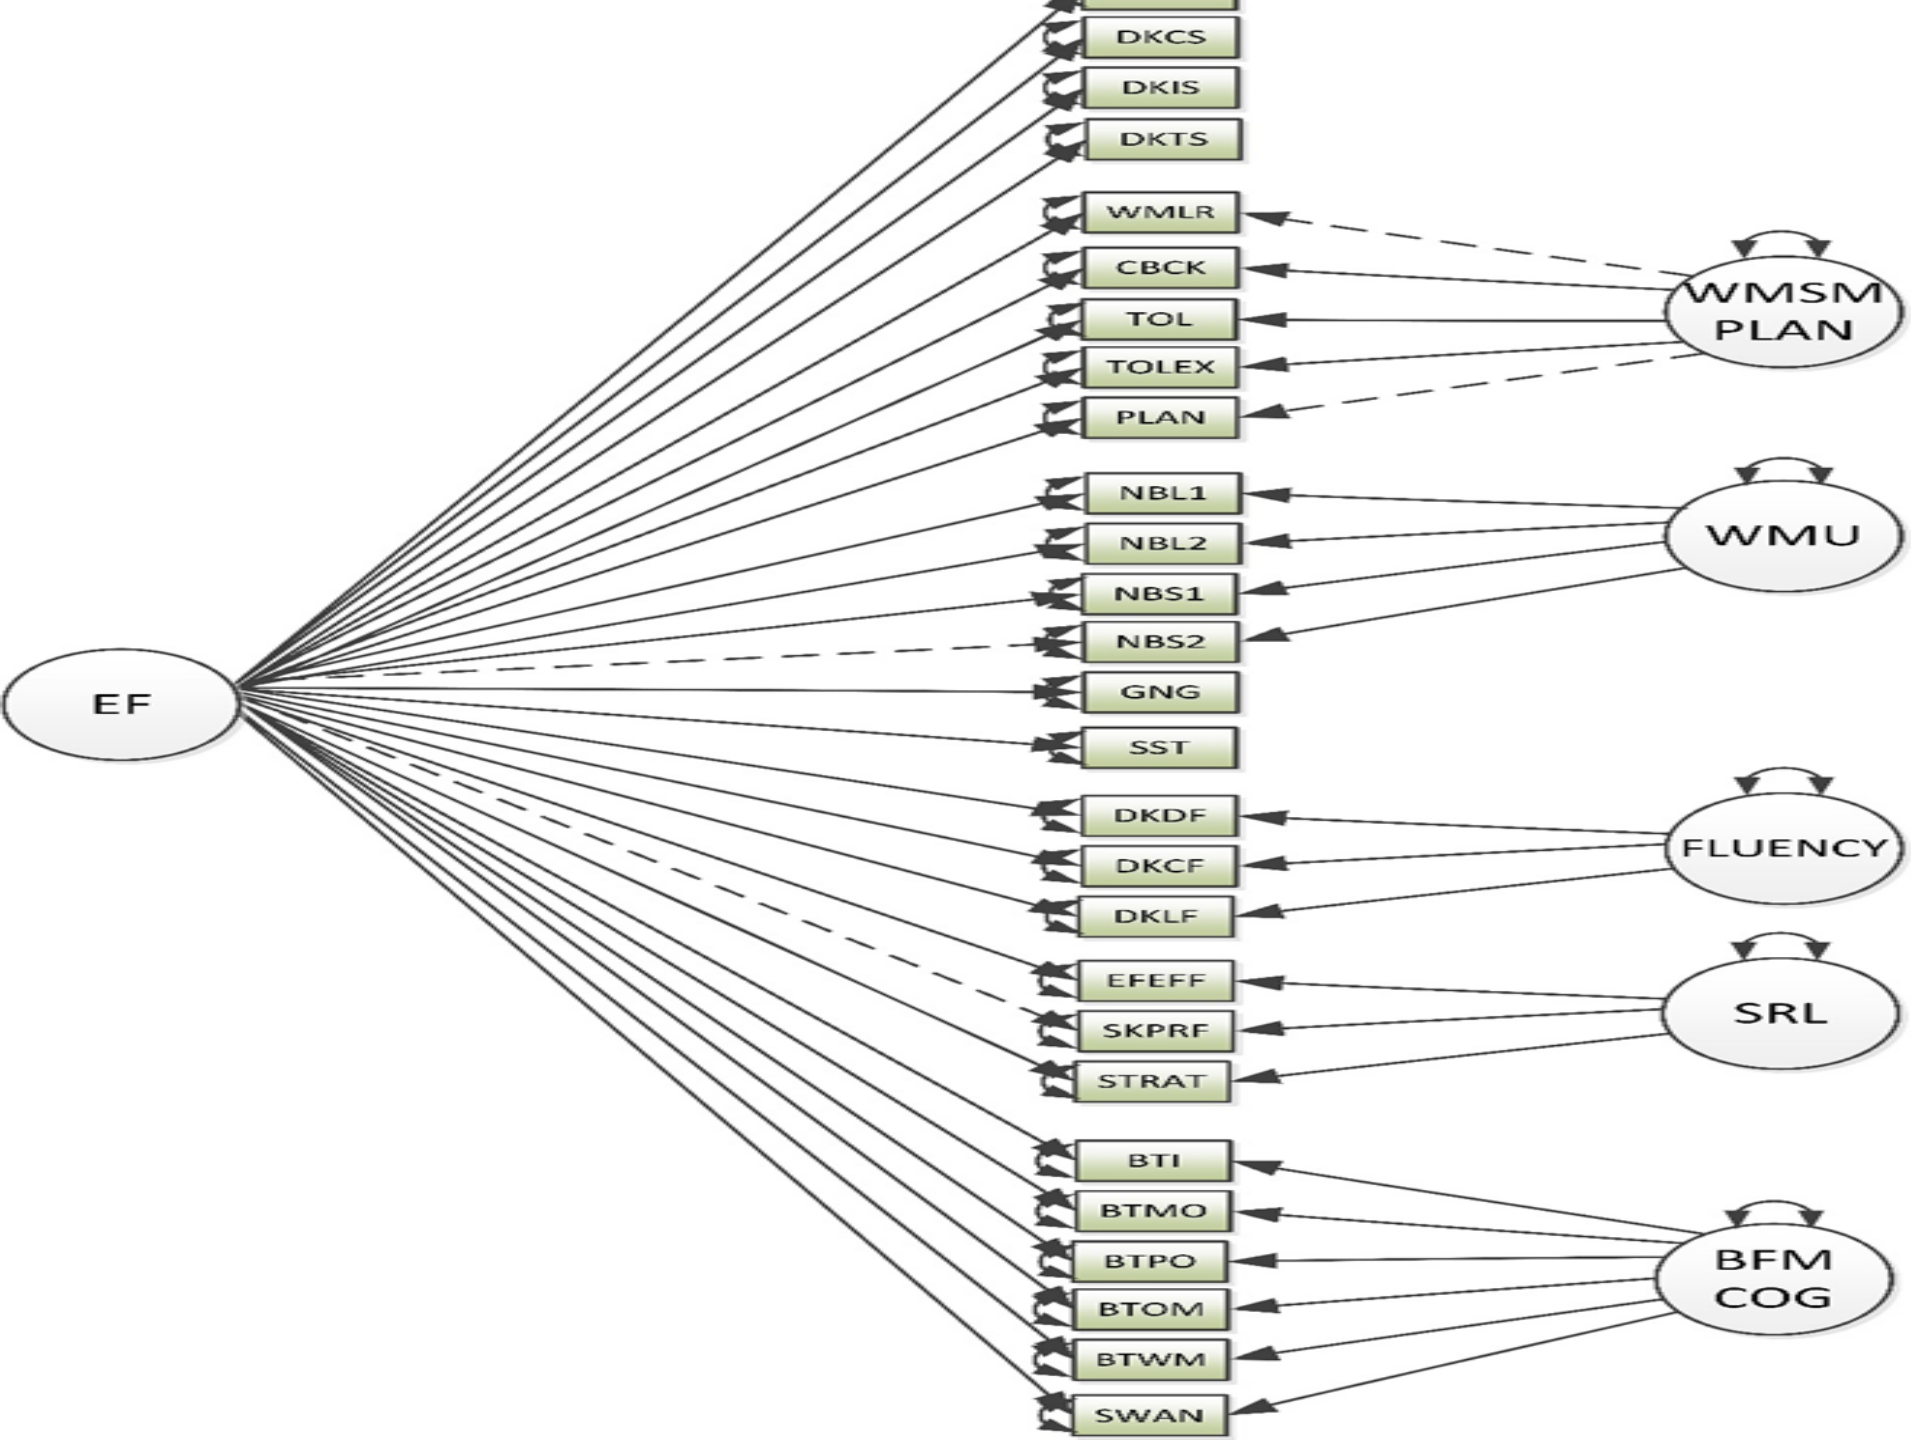 DKCS
DKIS
DKTS
WMLR
CBCK
TOL
TOLEX
PLAN
WMSM
PLAN
NBL1
NBL2
NBS1
NBS2
WMU
GNG
SST
EF
DKDF
DKCF
DKLF
FLUENCY
EFEFF
SKPRF
STRAT
SRL
BTI
BTMO
BTPO
BTOM
BTWM
SWAN
BFM
COG